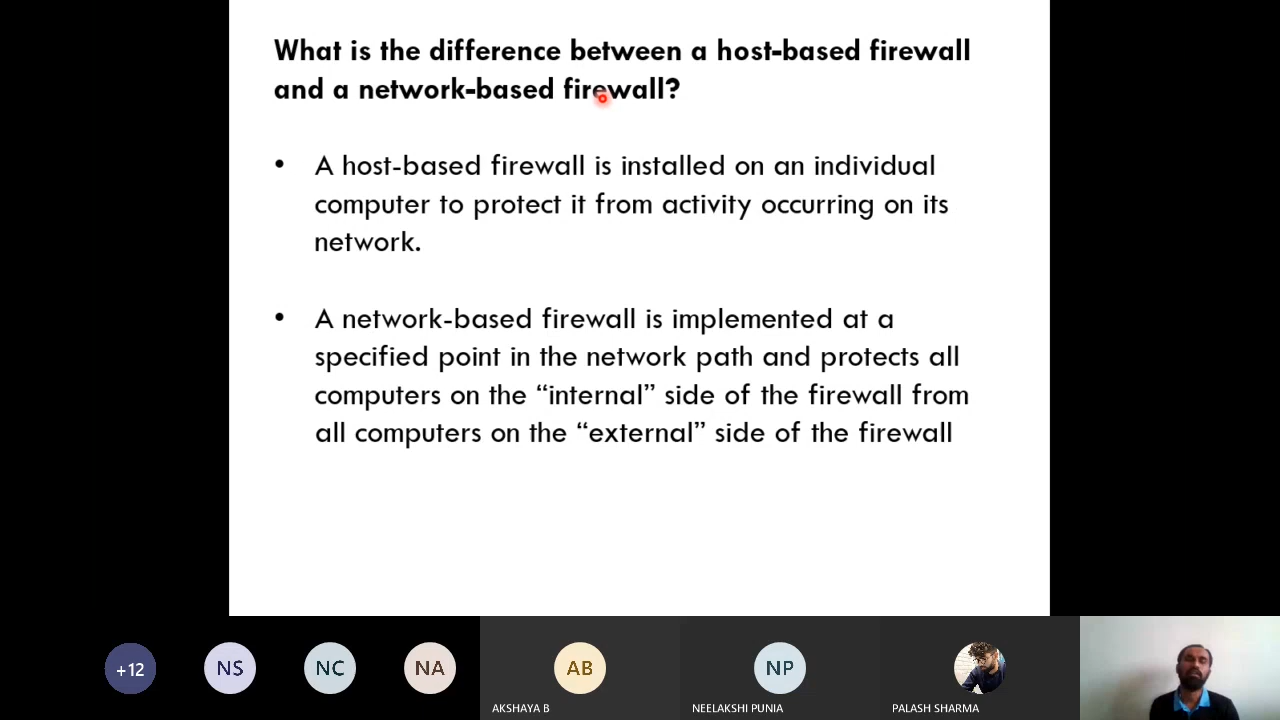 What is the difference between a host-based firewall
and a network-based firewall?
• A host-based firewall is installed on an individual
computer to protect it from activity occurring on its
network.
• A network-based firewall is implemented at a
specified point in the network path and protects all
computers on the “internal” side of the firewall from
all computers on the “external” side of the firewall
+12
NS
NC
NA
AB
NP
AKSHAYA B
NEELAKSHI PUNIA
PALASH SHARMA